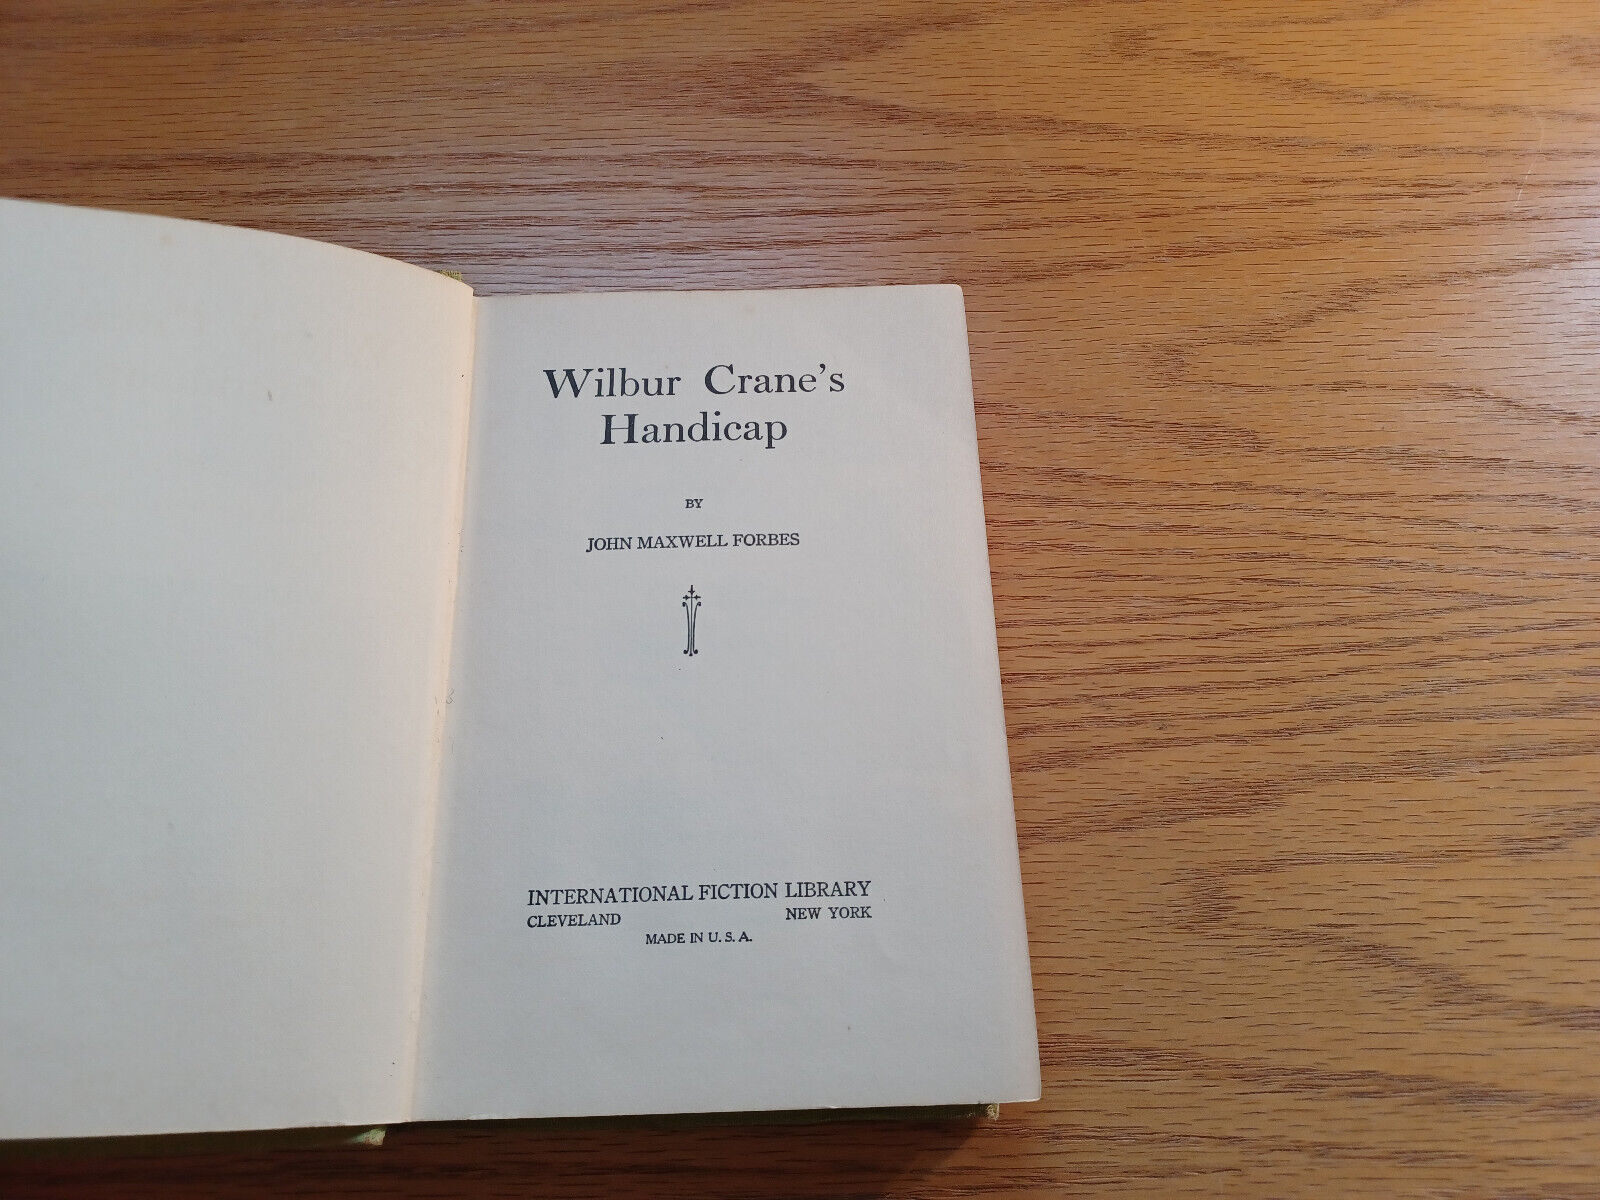 Wilbur Crane's
Handicap
BY
JOHN MAXWELL FORBES
INTERNATIONAL FICTION LIBRARY
CLEVELAND NEW YORK
MADE IN U. S. A.